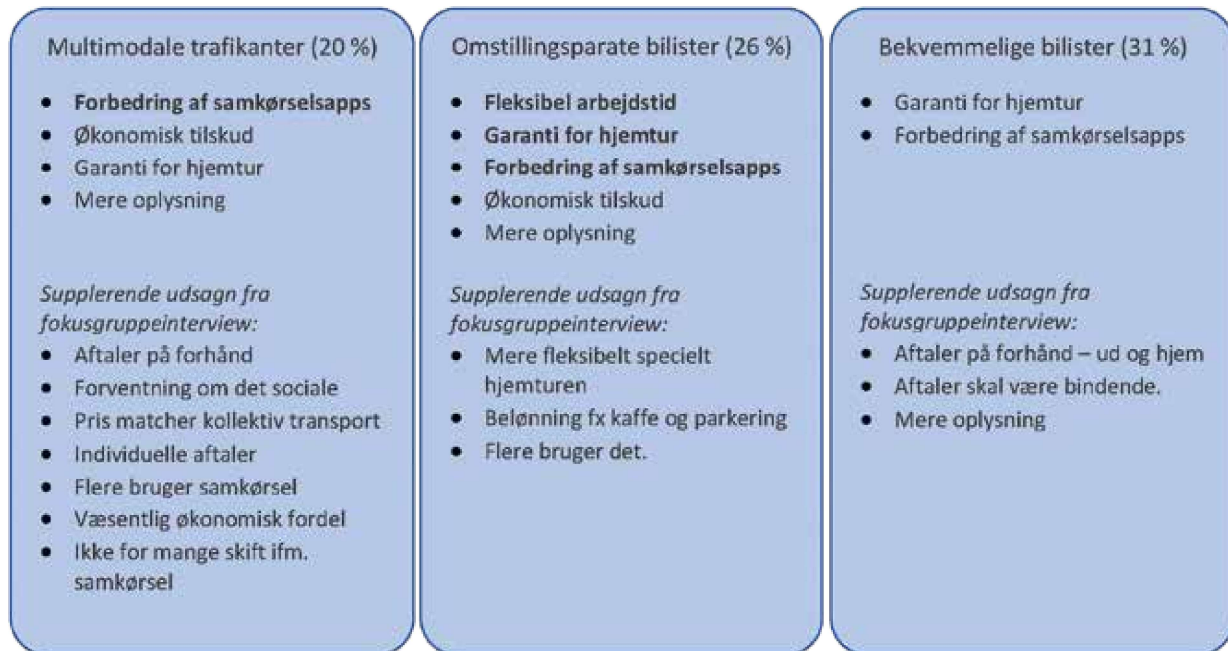 Multimodale trafikanter (20 %)
• Forbedring af samkørselsapps
• Økonomisk tilskud
• Garanti for hjemtur
• Mere oplysning
Supplerende udsagn fra
fokusgruppeinterview:
• Aftaler på forhånd
• Forventning om det sociale
• Pris matcher kollektiv transport
• Individuelle aftaler
• Flere bruger samkørsel
• Væsentlig økonomisk fordel
• Ikke for mange skift ifm.
samkørsel
Omstillingsparate bilister (26 %)
• Fleksibel arbejdstid
• Garanti for hjemtur
• Forbedring af samkørselsapps
• Økonomisk tilskud
• Mere oplysning
Supplerende udsagn fra
fokusgruppeinterview:
• Mere fleksibelt specielt
hjemturen
• Belønning fx kaffe og parkering
• Flere bruger det.
Bekvemmelige bilister (31 %)
• Garanti for hjemtur
• Forbedring af samkørselsapps
Supplerende udsagn fra
fokusgruppeinterview:
• Aftaler på forhånd – ud og hjem
• Aftaler skal være bindende.
• Mere oplysning